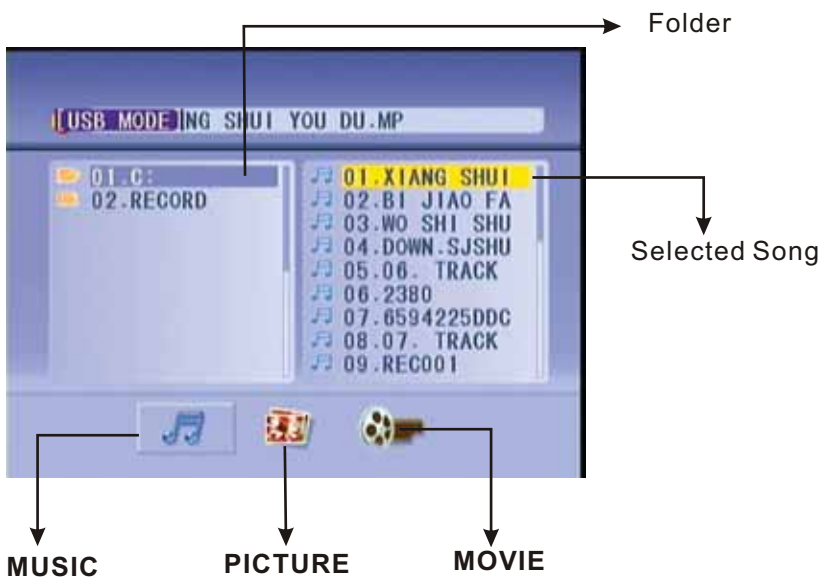 Folder
[USB MODE]NG SHUI YOU DU.MP
01.C:
02.RECORD
01.XIANG SHUI
02.BI JIAO FA
03.WO SHI SHU
04.DOWN.SJSHU
05.06. TRACK
06.2380
07.6594225DDC
08.07. TRACK
09.REC001
Selected Song
MUSIC
PICTURE
MOVIE